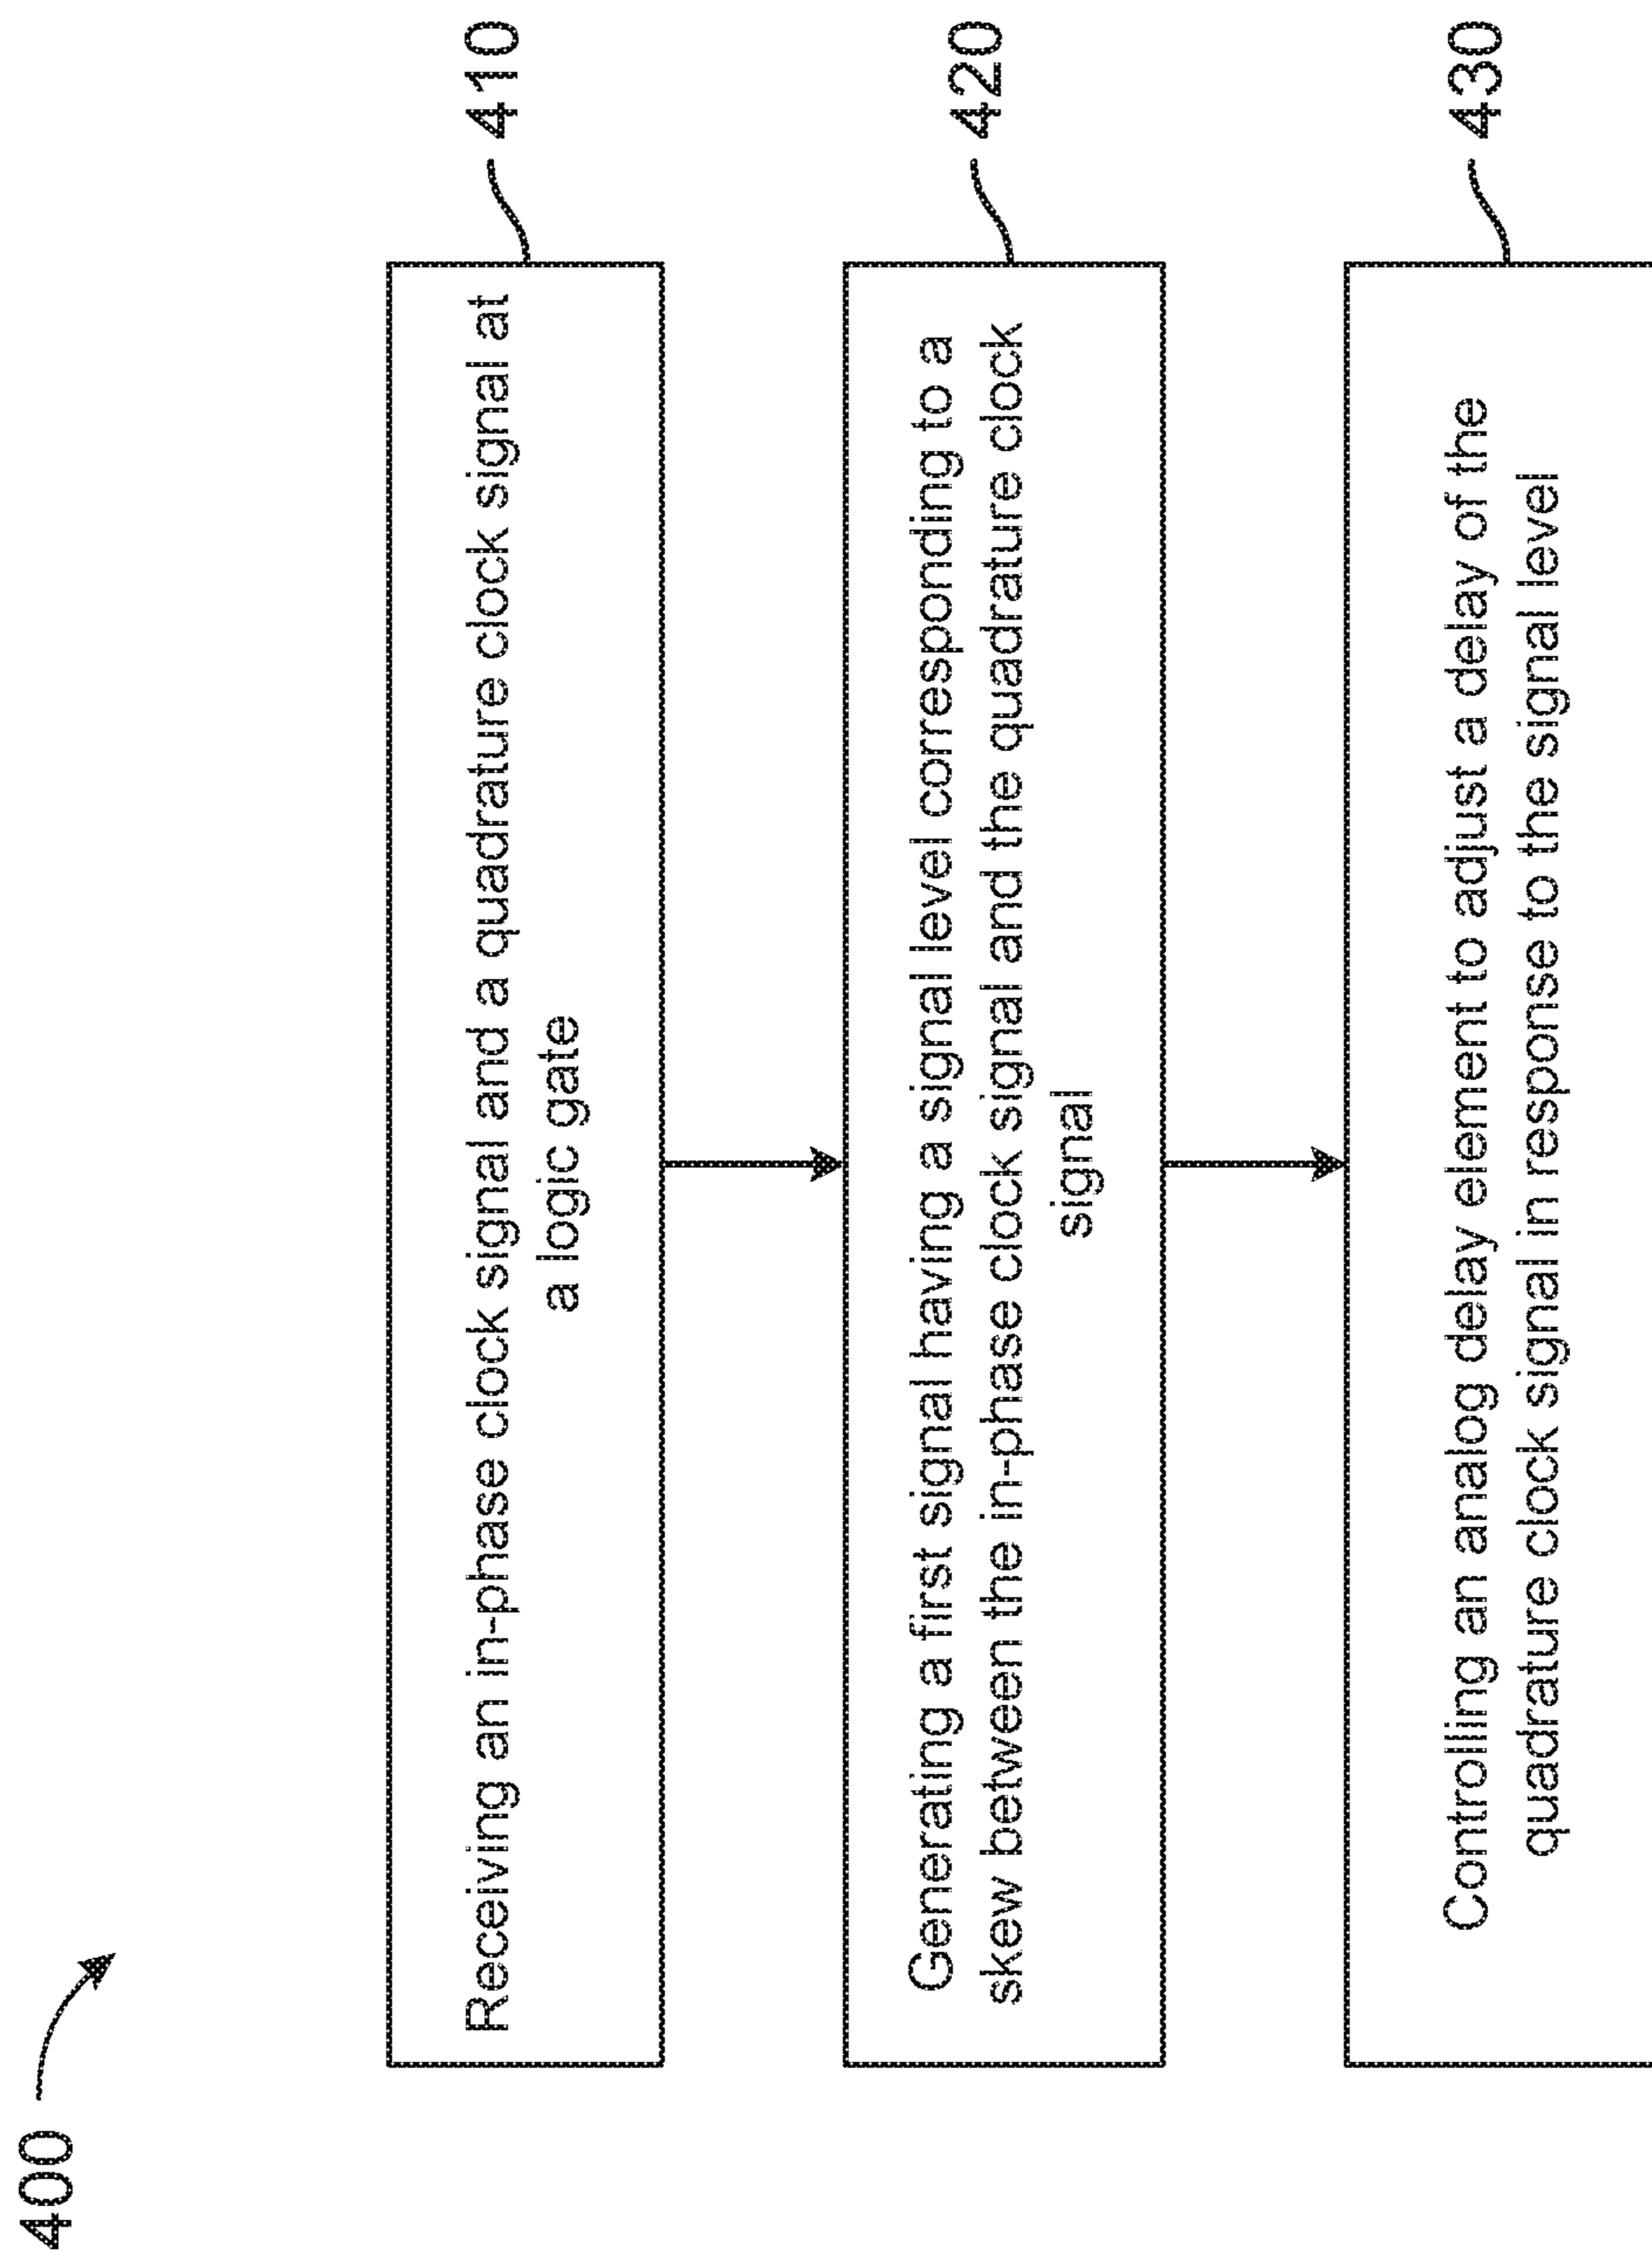 400
Receiving an in-phase clock signal and a quadrature clock signal at
a logic gate
410
Generating a first signal having a signal level corresponding to a
skew between the in-phase clock signal and the quadrature clock
signal
420
Controlling an analog delay element to adjust a delay of the
quadrature clock signal in response to the signal level
430